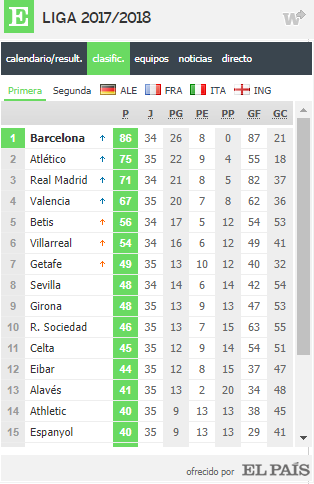 E LIGA 2017/2018 W
calendario/result. clasific. equipos noticias directo
Primera Segunda ALE FRA ITA ING
P J PG PE PP GF GC
1 Barcelona 86 34 26 8 0 87 21
2 Atlético 75 35 22 9 4 55 18
3 Real Madrid 71 34 21 8 5 82 37
4 Valencia 67 35 20 7 8 62 36
5 Betis 56 34 17 5 12 54 53
6 Villarreal 54 34 16 6 12 49 41
7 Getafe 49 35 13 10 12 40 32
8 Sevilla 48 34 14 6 14 42 54
9 Girona 48 35 13 9 13 47 54
10 R. Sociedad 46 35 13 7 15 63 55
11 Celta 45 35 12 9 14 54 51
12 Eibar 44 35 12 8 15 37 47
13 Alavés 41 35 13 2 20 34 48
14 Athletic 40 35 9 13 13 38 45
15 Espanyol 40 35 9 13 13 29 41
ofrecido por EL PAÍS